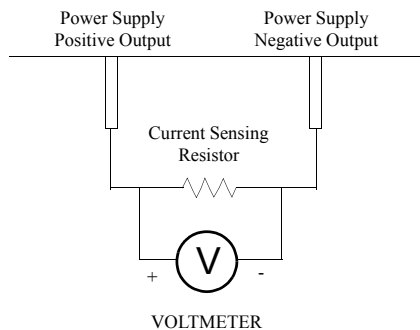 Power Supply
Positive Output
Power Supply
Negative Output
Current Sensing
Resistor
V
+ -
VOLTMETER